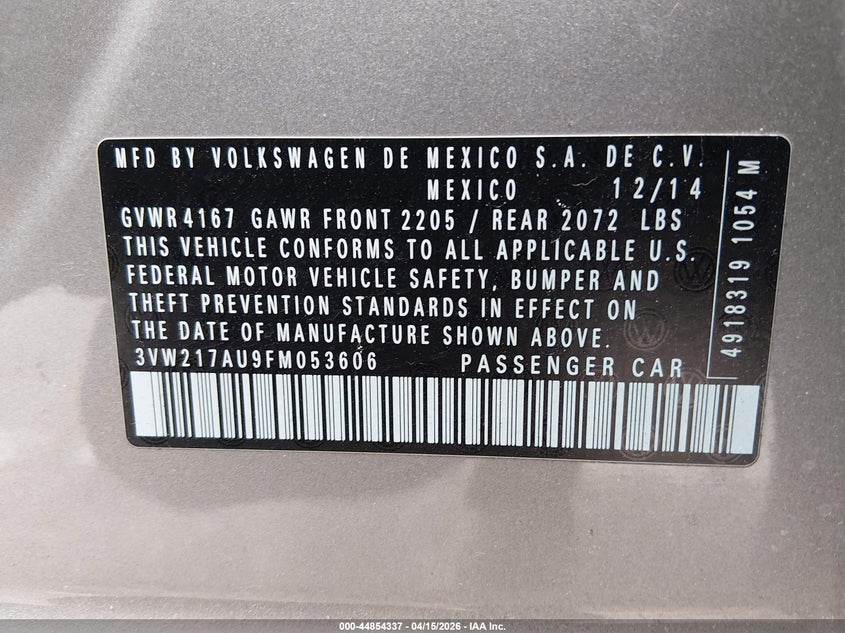 MFD BY VOLKSWAGEN DE MEXICO S.A. DE C.V.
MEXICO 12/14
GVWR 4167 GAWR FRONT 2205 / REAR 2072 LBS
THIS VEHICLE CONFORMS TO ALL APPLICABLE U.S.
FEDERAL MOTOR VEHICLE SAFETY, BUMPER AND
THEFT PREVENTION STANDARDS IN EFFECT ON
THE DATE OF MANUFACTURE SHOWN ABOVE.
3VW217AU9FM053606 PASSENGER CAR
4918319 1054 M
000-44854337 - 04/15/2026 - IAA Inc.